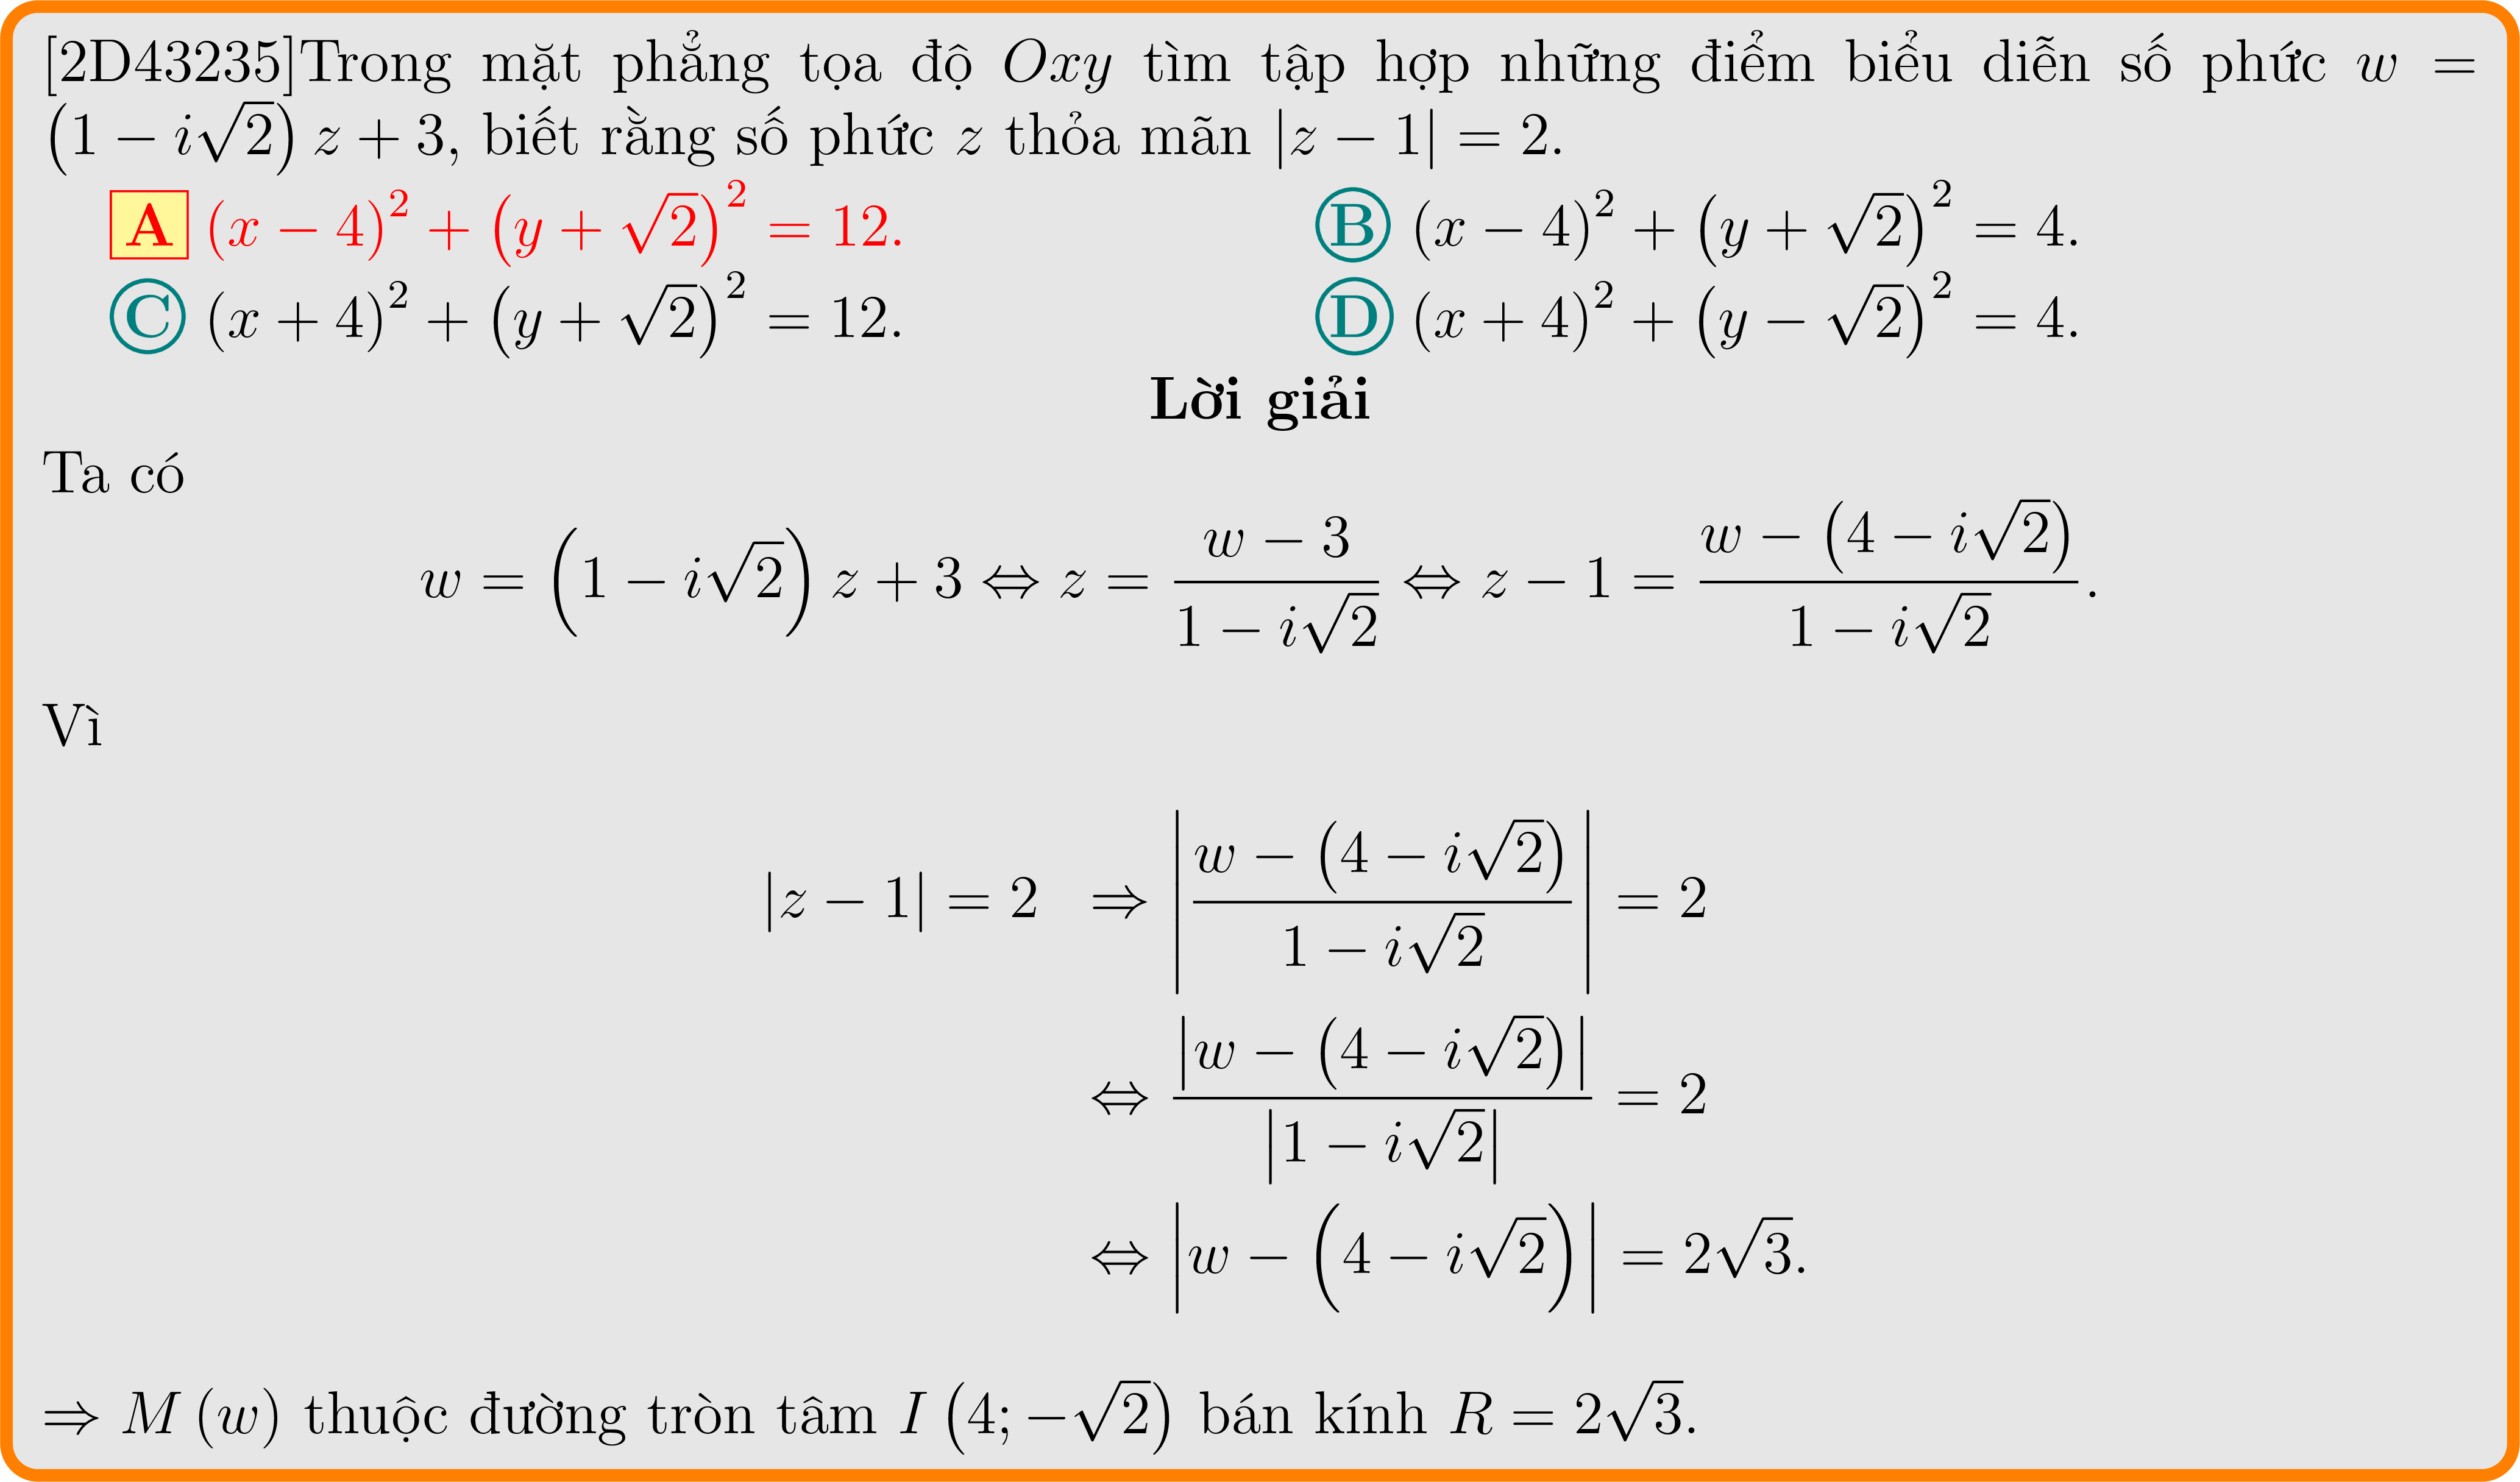 [2D43235]Trong mặt phẳng tọa độ $Oxy$ tìm tập hợp những điểm biểu diễn số phức $w =$
$\left(1 - i\sqrt{2}\right) z + 3$, biết rằng số phức $z$ thỏa mãn $|z - 1| = 2$.
A $(x - 4)^2 + \left(y + \sqrt{2}\right)^2 = 12.$ B $(x - 4)^2 + \left(y + \sqrt{2}\right)^2 = 4.$
C $(x + 4)^2 + \left(y + \sqrt{2}\right)^2 = 12.$ D $(x + 4)^2 + \left(y - \sqrt{2}\right)^2 = 4.$
Lời giải
Ta có
$w = \left(1 - i\sqrt{2}\right) z + 3 \Leftrightarrow z = \frac{w - 3}{1 - i\sqrt{2}} \Leftrightarrow z - 1 = \frac{w - \left(4 - i\sqrt{2}\right)}{1 - i\sqrt{2}}.$
Vì
$|z - 1| = 2 \Rightarrow \left|\frac{w - \left(4 - i\sqrt{2}\right)}{1 - i\sqrt{2}}\right| = 2$
$\Leftrightarrow \frac{\left|w - \left(4 - i\sqrt{2}\right)\right|}{\left|1 - i\sqrt{2}\right|} = 2$
$\Leftrightarrow \left|w - \left(4 - i\sqrt{2}\right)\right| = 2\sqrt{3}.$
$\Rightarrow M(w)$ thuộc đường tròn tâm $I\left(4; -\sqrt{2}\right)$ bán kính $R = 2\sqrt{3}$.